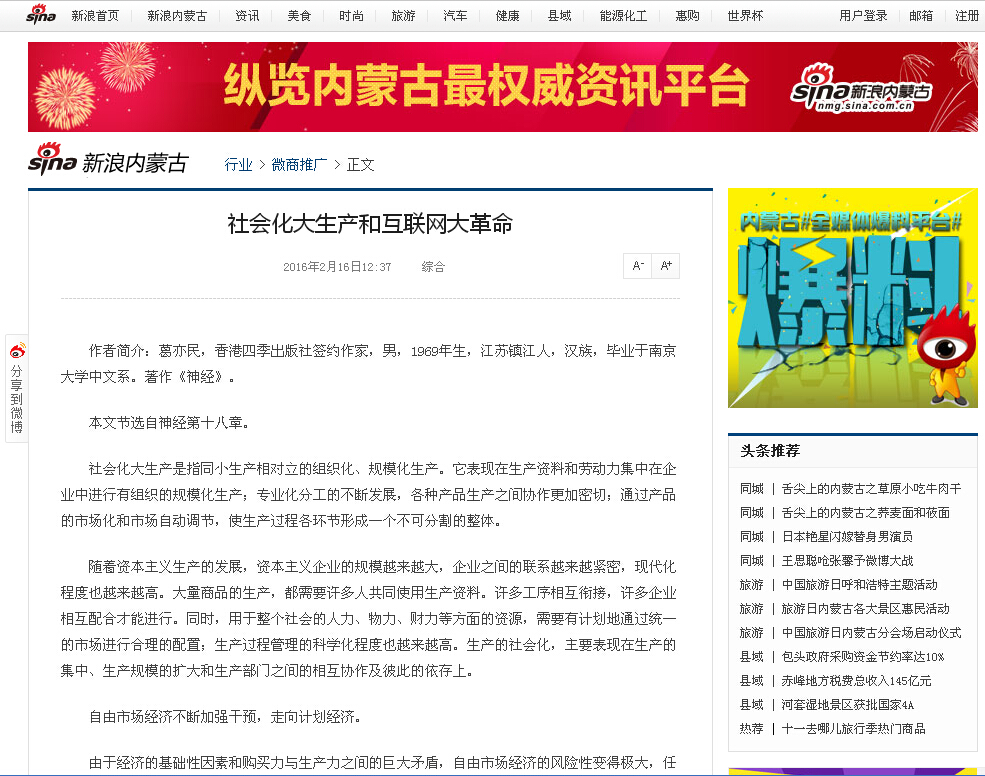 sina 新浪首页 新浪内蒙古 资讯 美食 时尚 旅游 汽车 健康 县域 能源化工 惠购 世界杯 用户登录 邮箱 注册
纵览内蒙古最权威资讯平台
sina新浪内蒙古
nmg.sina.com.cn
sina 新浪内蒙古 行业 > 微商推广 > 正文
社会化大生产和互联网大革命
2016年2月16日12:37 综合 A- A+
作者简介：葛亦民，香港四季出版社签约作家，男，1969年生，江苏镇江人，汉族，毕业于南京
大学中文系。著作《神经》。
本文节选自神经第十八章。
社会化大生产是指同小生产相对立的组织化、规模化生产。它表现在生产资料和劳动力集中在企
业中进行有组织的规模化生产；专业化分工的不断发展，各种产品生产之间协作更加密切；通过产品
的市场化和市场自动调节，使生产过程各环节形成一个不可分割的整体。
随着资本主义生产的发展，资本主义企业的规模越来越大，企业之间的联系越来越紧密，现代化
程度也越来越高。大量商品的生产，都需要许多人共同使用生产资料。许多工序相互衔接，许多企业
相互配合才能进行。同时，用于整个社会的人力、物力、财力等方面的资源，需要有计划地通过统一
的市场进行合理的配置；生产过程管理的科学化程度也越来越高。生产的社会化，主要表现在生产的
集中、生产规模的扩大和生产部门之间的相互协作及彼此的依存上。
自由市场经济不断加强干预，走向计划经济。
由于经济的基础性因素和购买力与生产力之间的巨大矛盾，自由市场经济的风险性变得极大，任
分享到微博
内蒙古#全媒体爆料平台#
爆料
头条推荐
同城 | 舌尖上的内蒙古之草原小吃牛肉干
同城 | 舌尖上的内蒙古之荞麦面和莜面
同城 | 日本艳星闪嫁替身男演员
同城 | 王思聪呛张馨予微博大战
旅游 | 中国旅游日呼和浩特主题活动
旅游 | 旅游日内蒙古各大景区惠民活动
旅游 | 中国旅游日内蒙古分会场启动仪式
县域 | 包头政府采购资金节约率达10%
县域 | 赤峰地方税费总收入145亿元
县域 | 河套湿地景区获批国家4A
热荐 | 十一去哪儿旅行季热门商品